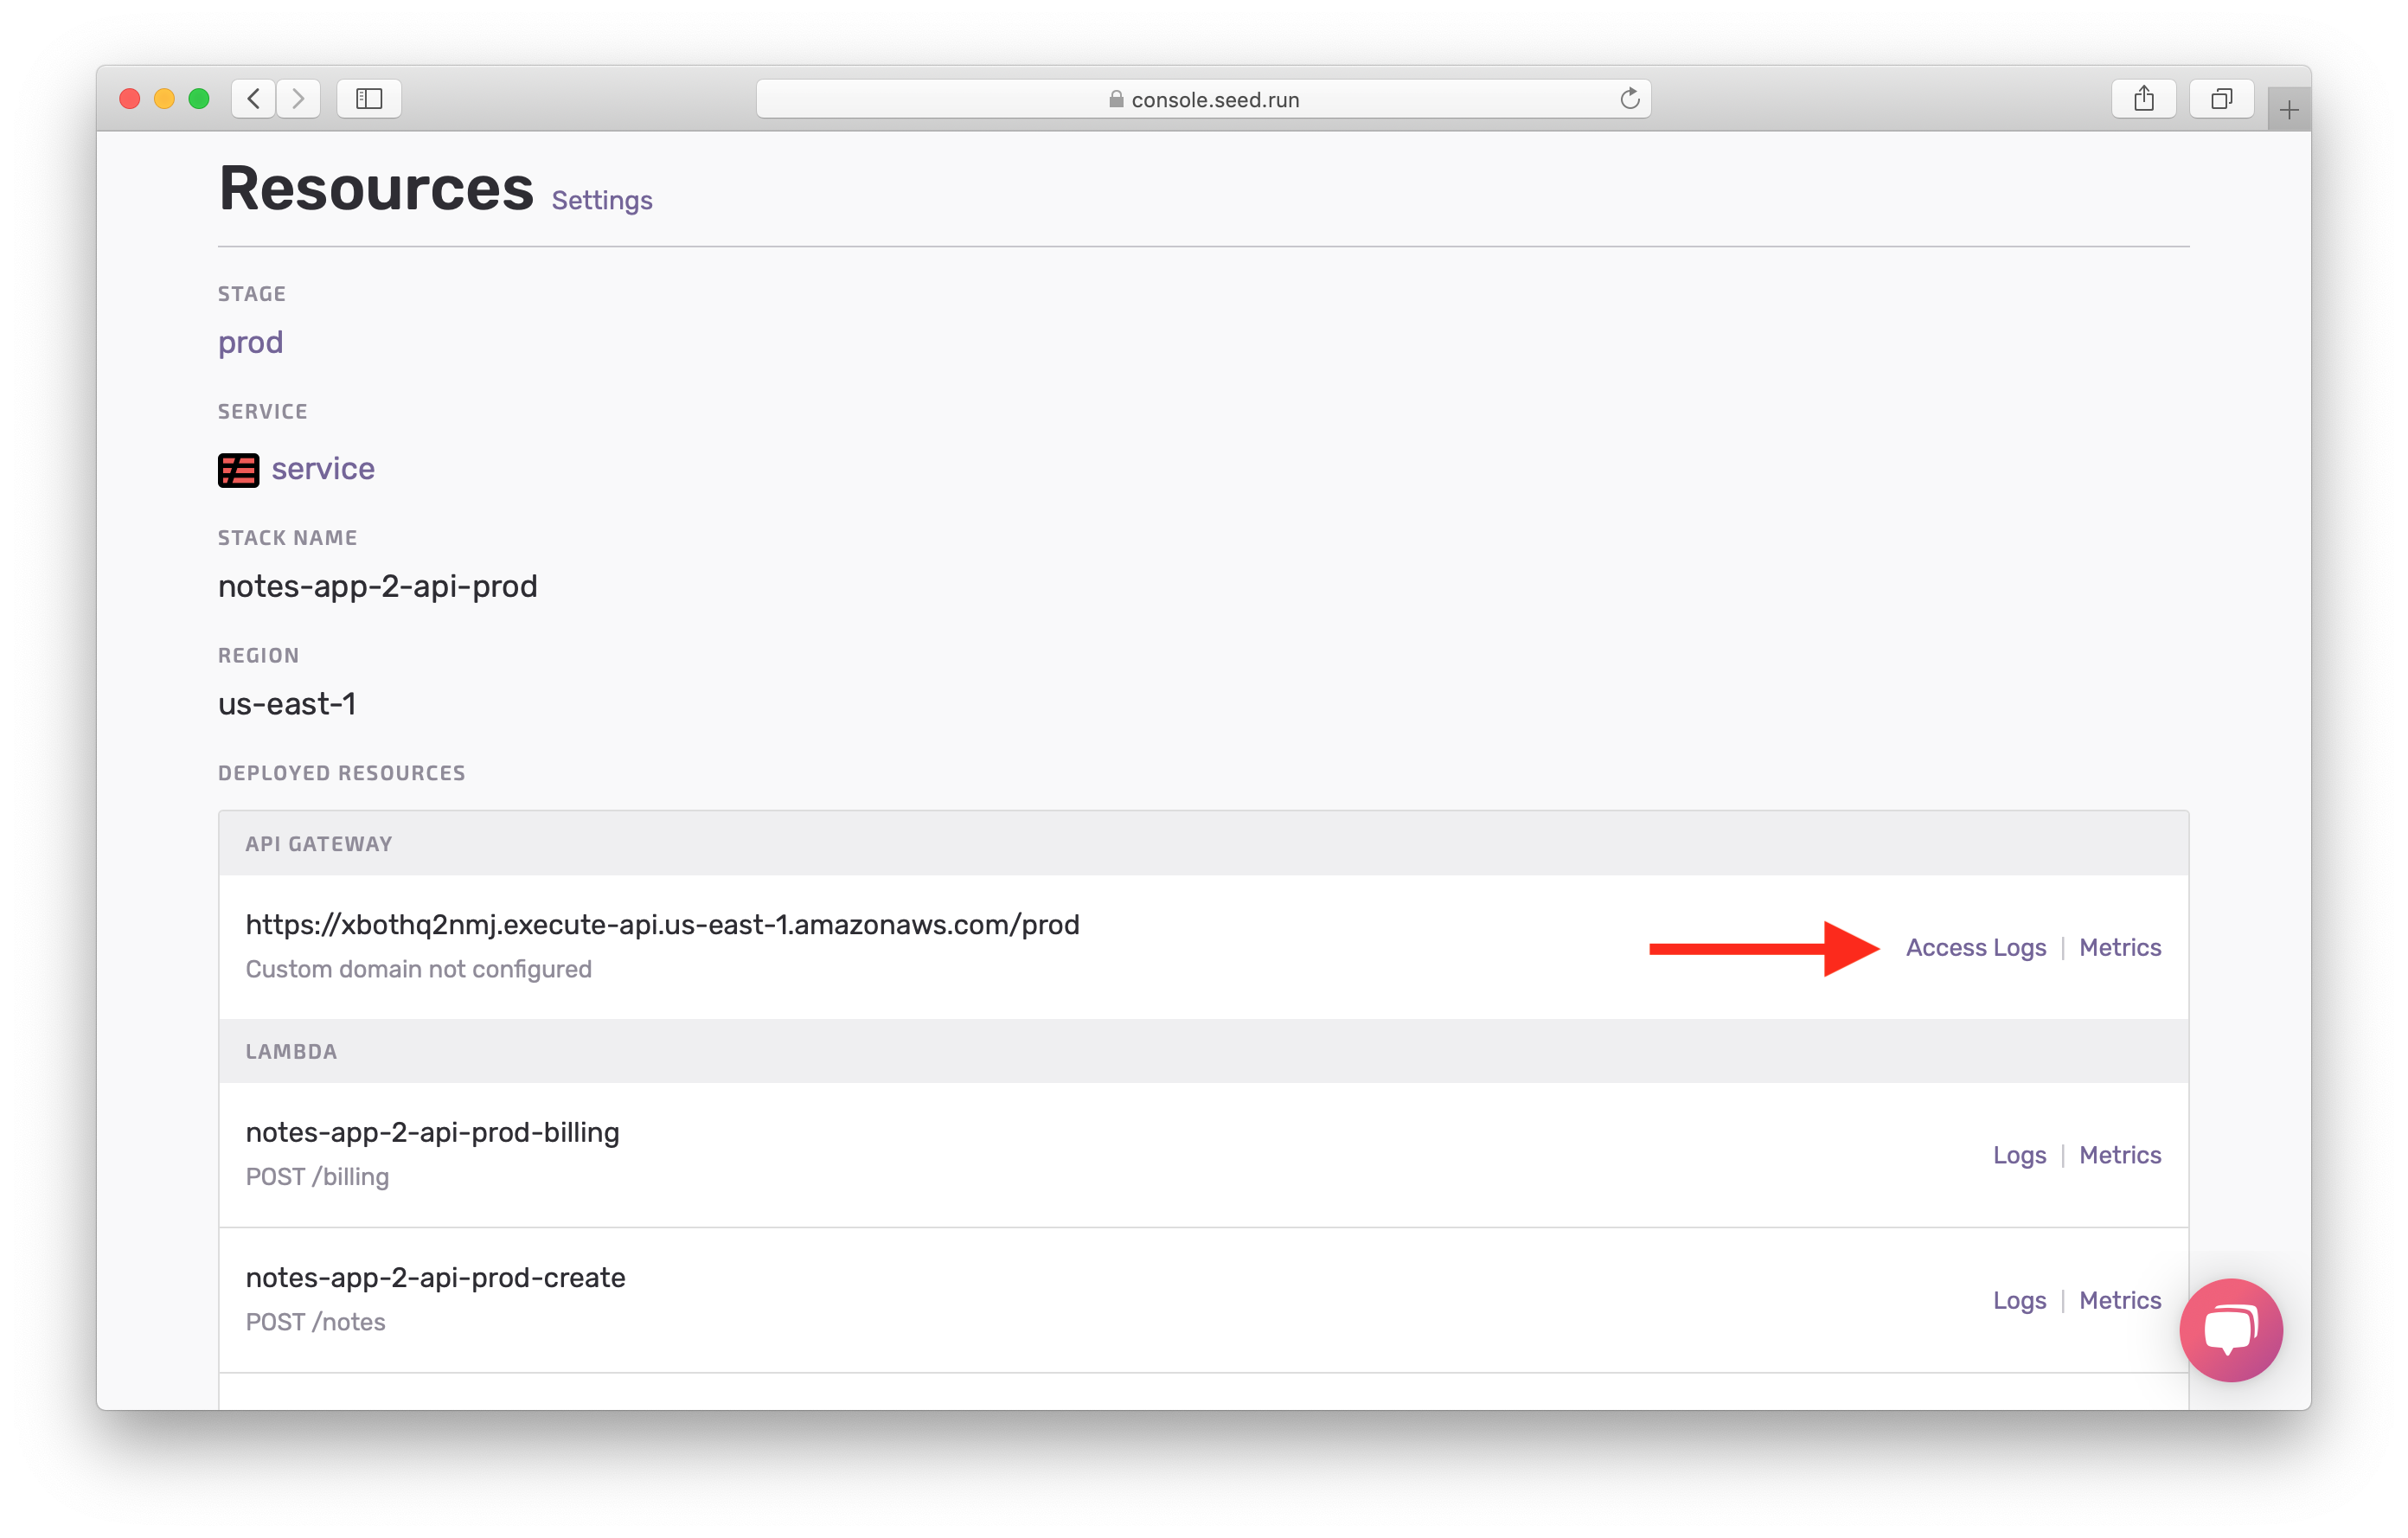 console.seed.run
Resources Settings
STAGE
prod
SERVICE
service
STACK NAME
notes-app-2-api-prod
REGION
us-east-1
DEPLOYED RESOURCES
API GATEWAY
https://xbothq2nmj.execute-api.us-east-1.amazonaws.com/prod
Custom domain not configured
Access Logs | Metrics
LAMBDA
notes-app-2-api-prod-billing
POST /billing
Logs | Metrics
notes-app-2-api-prod-create
POST /notes
Logs | Metrics